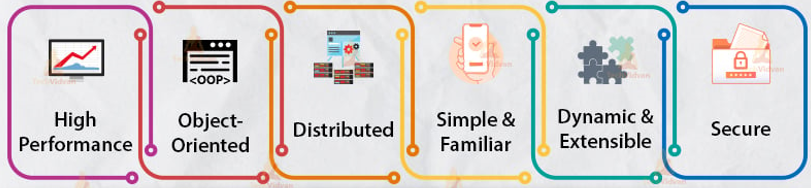 <OOP>
High
Performance
Object-
Oriented
Distributed
Simple &
Familiar
Dynamic &
Extensible
Secure